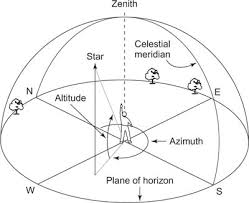 Zenith
Celestial
meridian
Star
N
E
Altitude
Azimuth
W
Plane of horizon
S